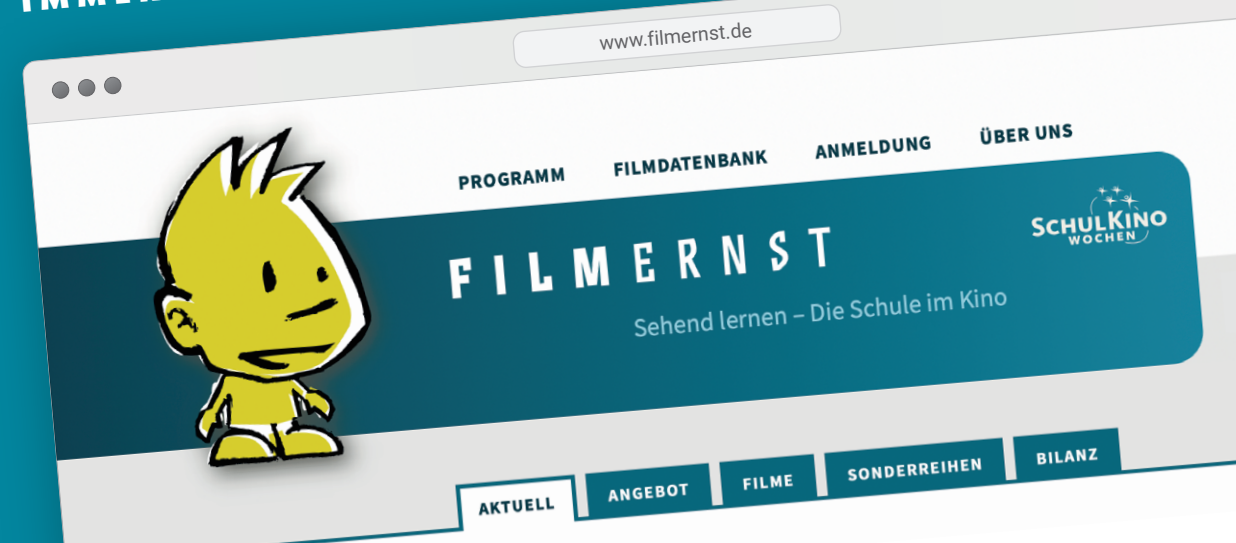 www.filmernst.de
PROGRAMM FILMDATENBANK ANMELDUNG ÜBER UNS
SCHULKINO
WOCHEN
FILMERNST
Sehend lernen – Die Schule im Kino
AKTUELL ANGEBOT FILME SONDERREIHEN BILANZ